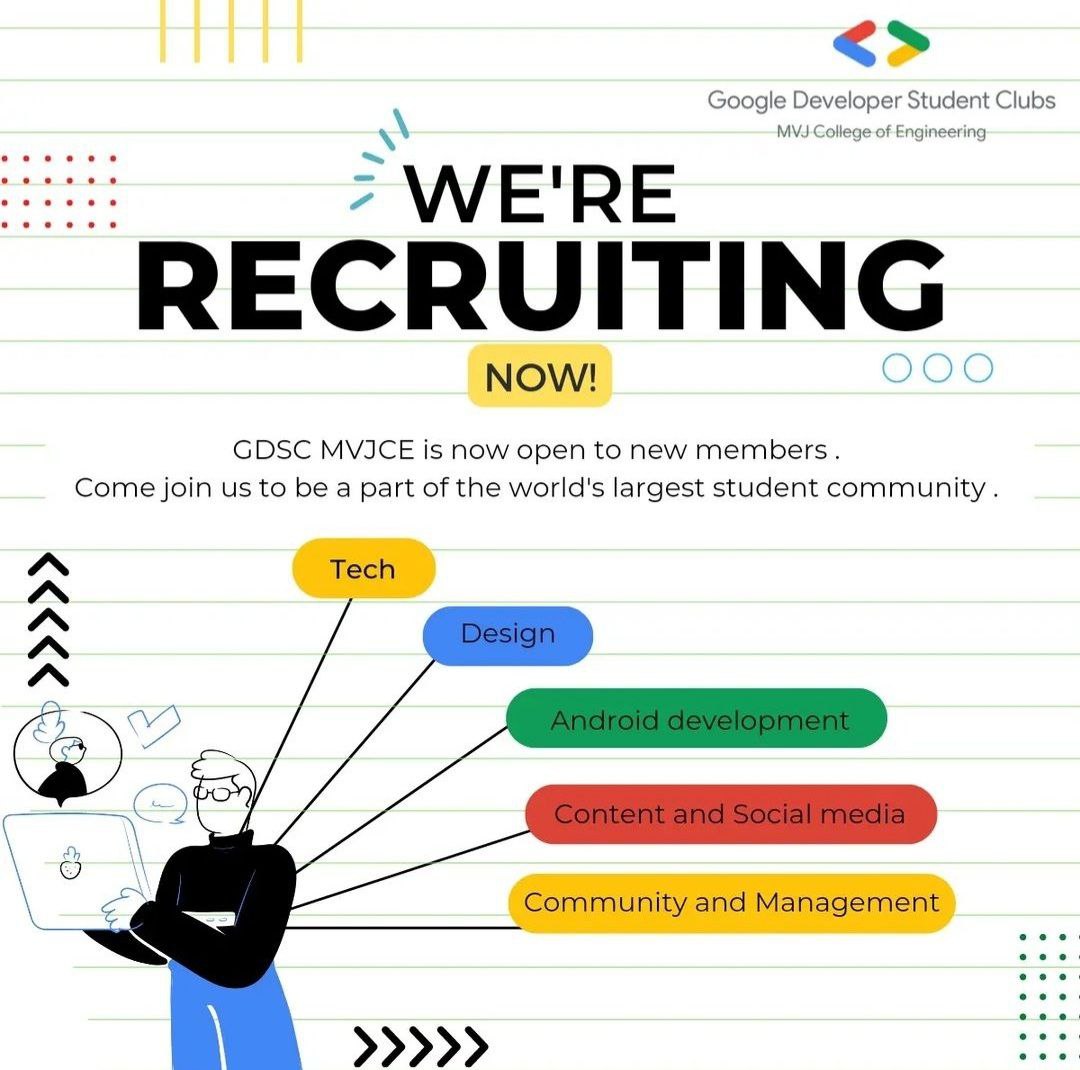 Google Developer Student Clubs
MVJ College of Engineering
WE'RE
RECRUITING
NOW!
GDSC MVJCE is now open to new members .
Come join us to be a part of the world's largest student community .
Tech
Design
Android development
Content and Social media
Community and Management